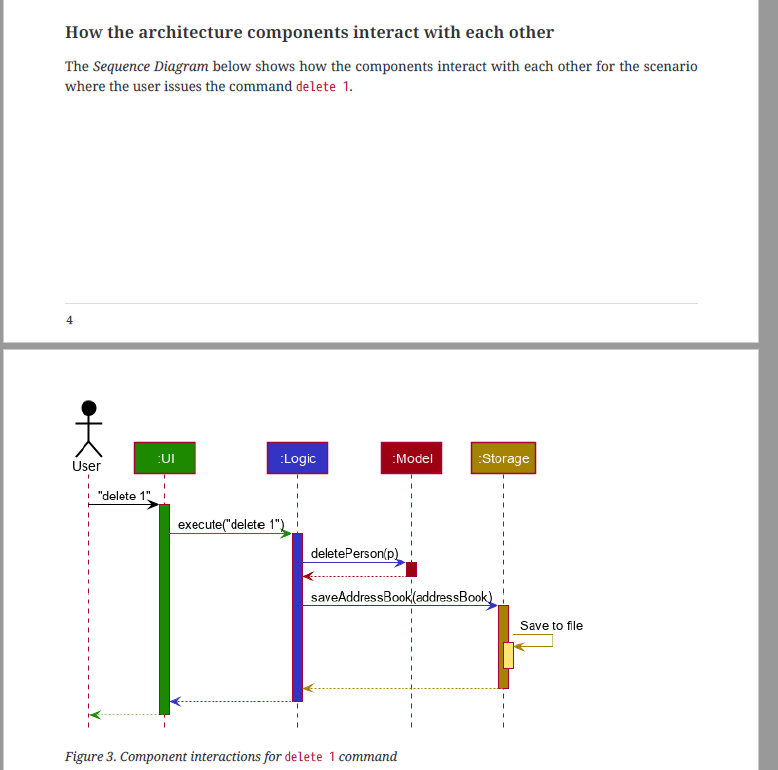 How the architecture components interact with each other
The Sequence Diagram below shows how the components interact with each other for the scenario
where the user issues the command delete 1.
4
User
:UI
:Logic
:Model
:Storage
"delete 1"
execute("delete 1")
deletePerson(p)
saveAddressBook(addressBook)
Save to file
Figure 3. Component interactions for delete 1 command